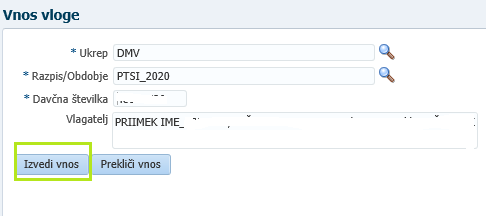 Vnos vloge
* Ukrep DMV
* Razpis/Obdobje PTSI_2020
* Davčna številka
Vlagatelj PRIIMEK IME_
Izvedi vnos Prekliči vnos